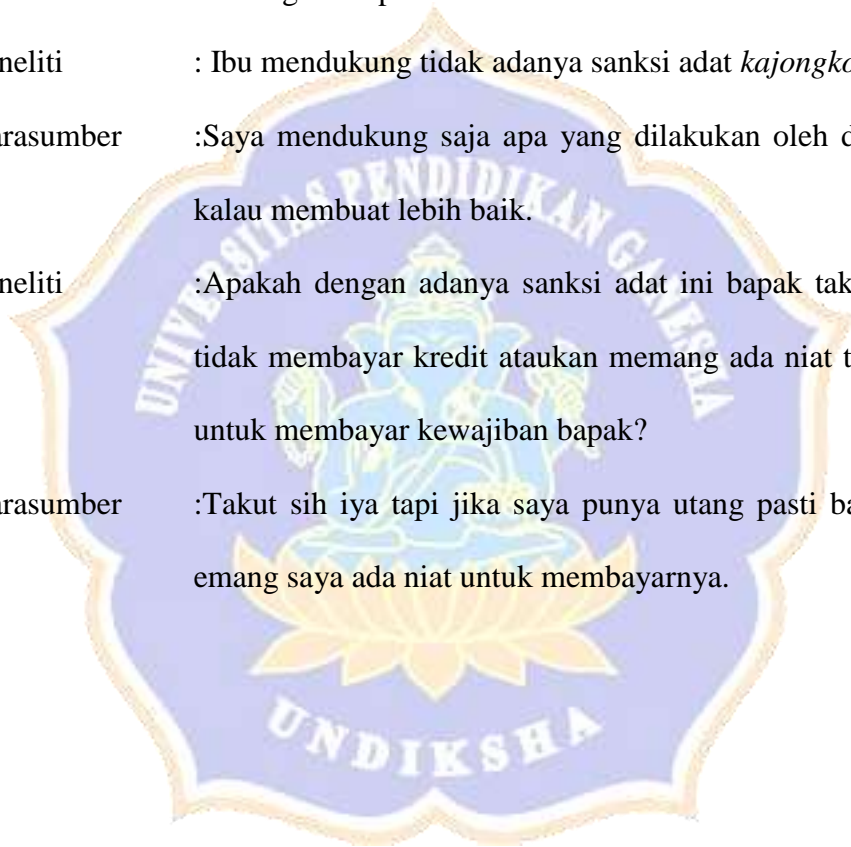 neliti : Ibu mendukung tidak adanya sanksi adat kajongko
arasumber :Saya mendukung saja apa yang dilakukan oleh d
kalau membuat lebih baik.
neliti :Apakah dengan adanya sanksi adat ini bapak tak
tidak membayar kredit ataukan memang ada niat t
untuk membayar kewajiban bapak?
arasumber :Takut sih iya tapi jika saya punya utang pasti ba
emang saya ada niat untuk membayarnya.
UNIVERSITAS PENDIDIKAN GANESHA
UNDIKSHA